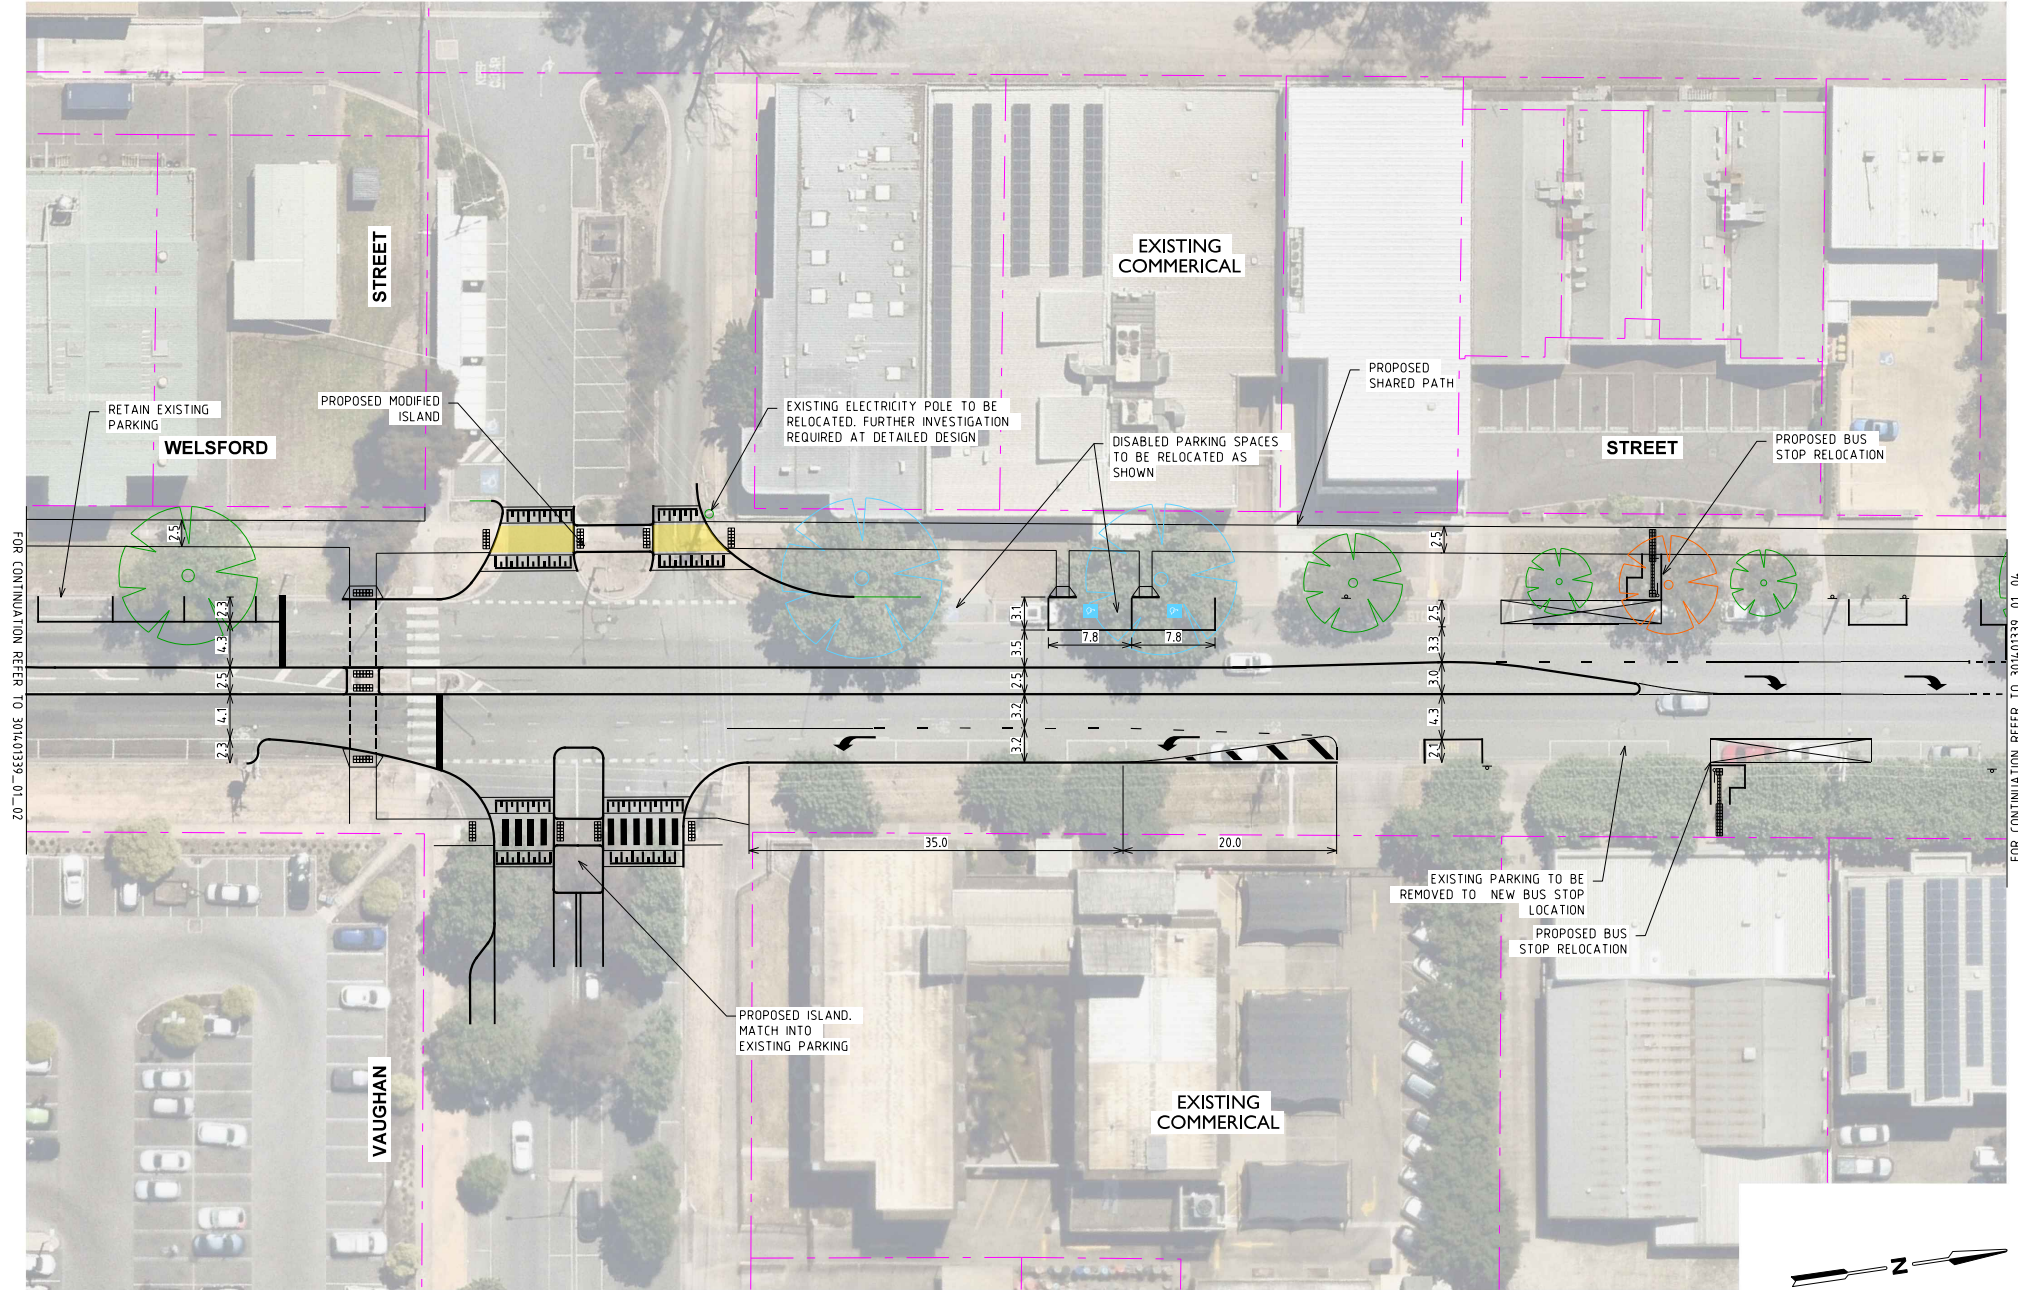 STREET
EXISTING
COMMERICAL
PROPOSED MODIFIED
ISLAND
RETAIN EXISTING
PARKING
WELSFORD
EXISTING ELECTRICITY POLE TO BE
RELOCATED. FURTHER INVESTIGATION
REQUIRED AT DETAILED DESIGN
DISABLED PARKING SPACES
TO BE RELOCATED AS
SHOWN
PROPOSED
SHARED PATH
STREET
PROPOSED BUS
STOP RELOCATION
FOR CONTINUATION REFER TO 301401339_01_02
2.5
2.3
4.3
2.5
4.1
2.3
3.1
7.8
7.8
3.5
2.5
3.2
3.2
2.5
2.5
3.3
3.0
4.3
2.1
FOR CONTINUATION REFER TO 301401339_01_04
35.0
20.0
EXISTING PARKING TO BE
REMOVED TO NEW BUS STOP
LOCATION
PROPOSED BUS
STOP RELOCATION
PROPOSED ISLAND.
MATCH INTO
EXISTING PARKING
VAUGHAN
EXISTING
COMMERICAL
N